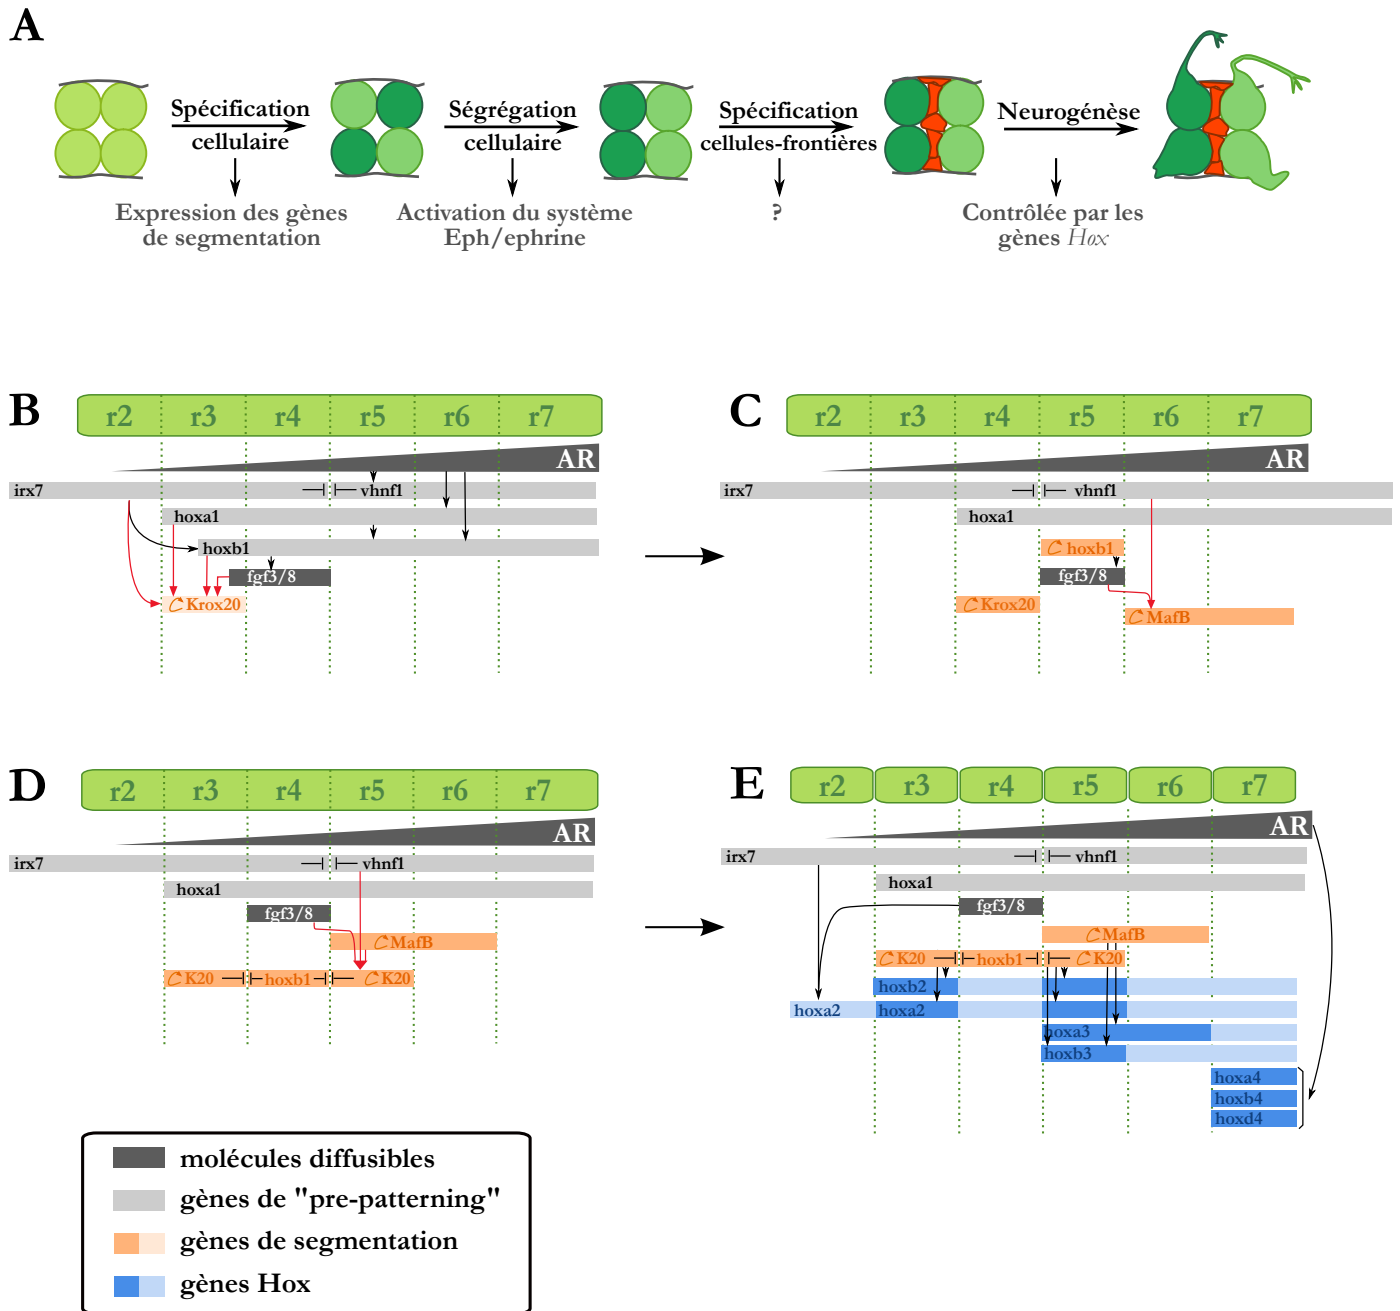 A
Spécification
cellulaire
Ségrégation
cellulaire
Spécification
cellules-frontières
Neurogénèse
Expression des gènes
de segmentation
Activation du système
Eph/ephrine
?
Contrôlée par les
gènes Hox
B
r2 r3 r4 r5 r6 r7
AR
irx7 vhnf1
hoxa1
hoxb1
fgf3/8
Krox20
C
r2 r3 r4 r5 r6 r7
AR
irx7 vhnf1
hoxa1
hoxb1
fgf3/8
Krox20
MafB
D
r2 r3 r4 r5 r6 r7
AR
irx7 vhnf1
hoxa1
fgf3/8
MafB
K20 hoxb1 K20
E
r2 r3 r4 r5 r6 r7
AR
irx7 vhnf1
hoxa1
fgf3/8
MafB
K20 hoxb1 K20
hoxb2
hoxa2 hoxa2
hoxa3
hoxb3
hoxa4
hoxb4
hoxd4
molécules diffusibles
gènes de "pre-patterning"
gènes de segmentation
gènes Hox